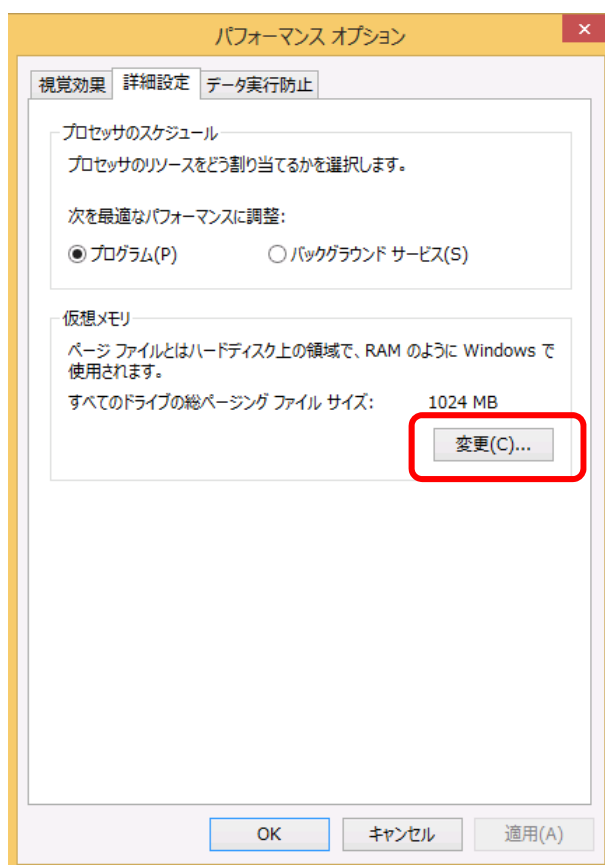 パフォーマンス オプション
×
視覚効果 詳細設定 データ実行防止
プロセッサのスケジュール
プロセッサのリソースをどう割り当てるかを選択します。
次を最適なパフォーマンスに調整:
プログラム(P) バックグラウンド サービス(S)
仮想メモリ
ページ ファイルとはハードディスク上の領域で、RAM のように Windows で
使用されます。
すべてのドライブの総ページング ファイル サイズ: 1024 MB
変更(C)...
OK キャンセル 適用(A)